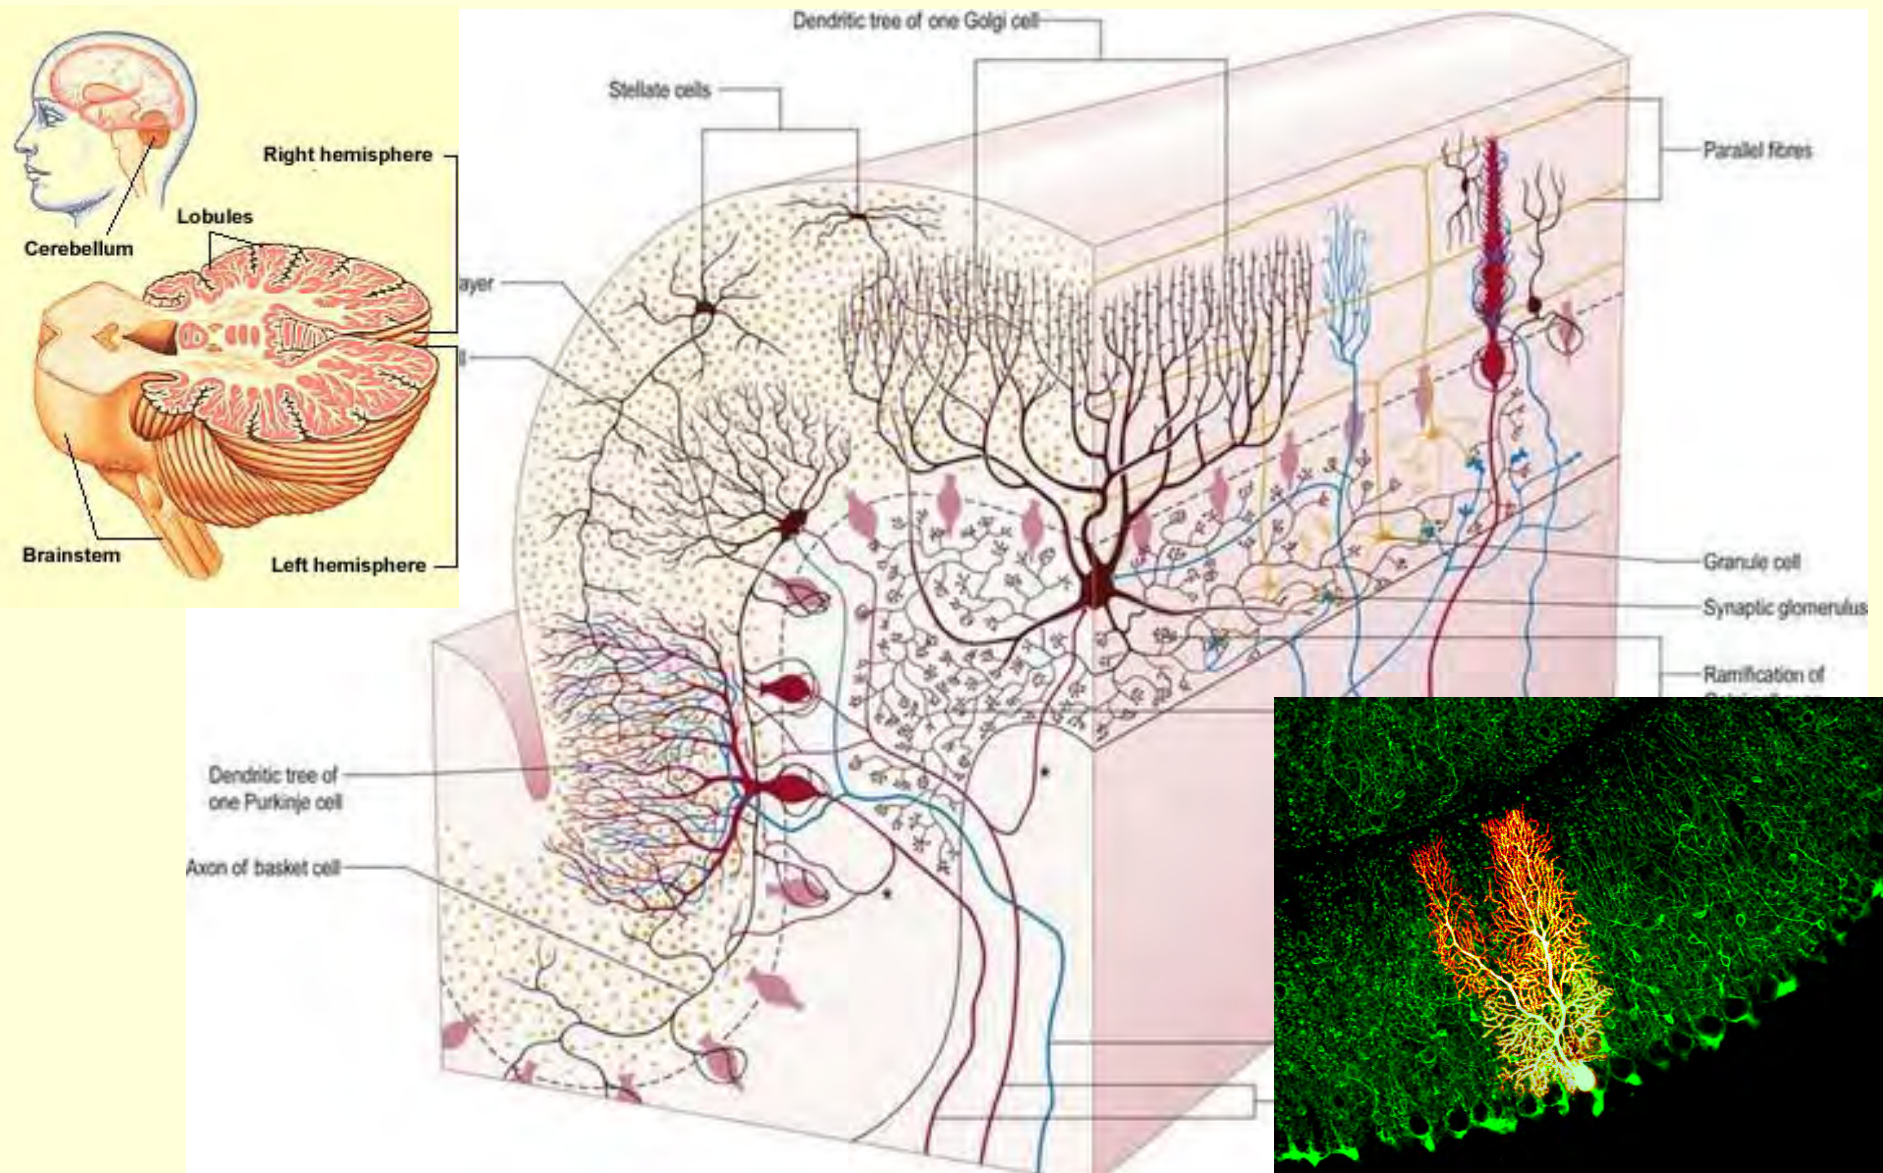 Dendritic tree of one Golgi cell
Stellate cells
Parallel fibres
Right hemisphere
Lobules
Cerebellum
ayer
ll
Brainstem
Left hemisphere
Granule cell
Synaptic glomerulus
Ramification of
Dendritic tree of
one Purkinje cell
Axon of basket cell
*
*